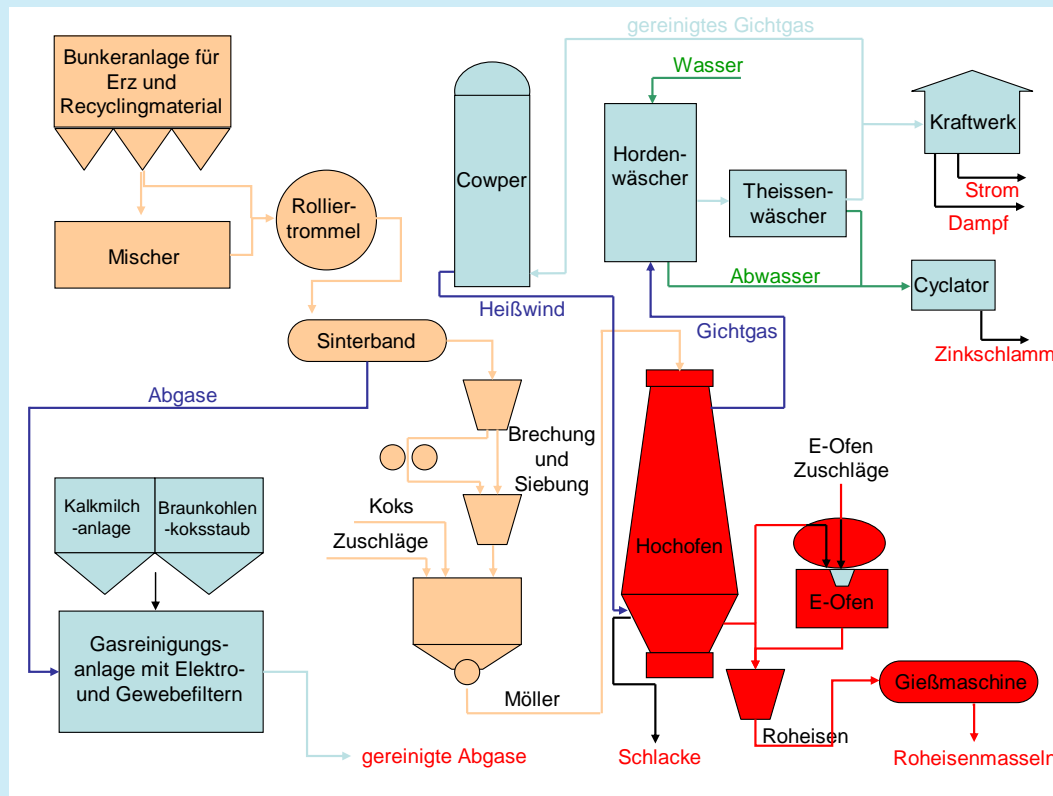 gereinigtes Gichtgas
Bunkeranlage für
Erz und
Recyclingmaterial
Wasser
Kraftwerk
Cowper
Horden-
wäscher
Theissen-
wäscher
Strom
Dampf
Rollier-
trommel
Mischer
Abwasser
Cyclator
Heißwind
Gichtgas
Sinterband
Zinkschlamm
Abgase
Brechung
und
Siebung
E-Ofen
Zuschläge
Kalkmilch
-anlage
Braunkohlen
-koksstaub
Koks
Zuschläge
Hochofen
E-Ofen
Gasreinigungs-
anlage mit Elektro-
und Gewebefiltern
Möller
Gießmaschine
Roheisen
gereinigte Abgase
Schlacke
Roheisenmasseln